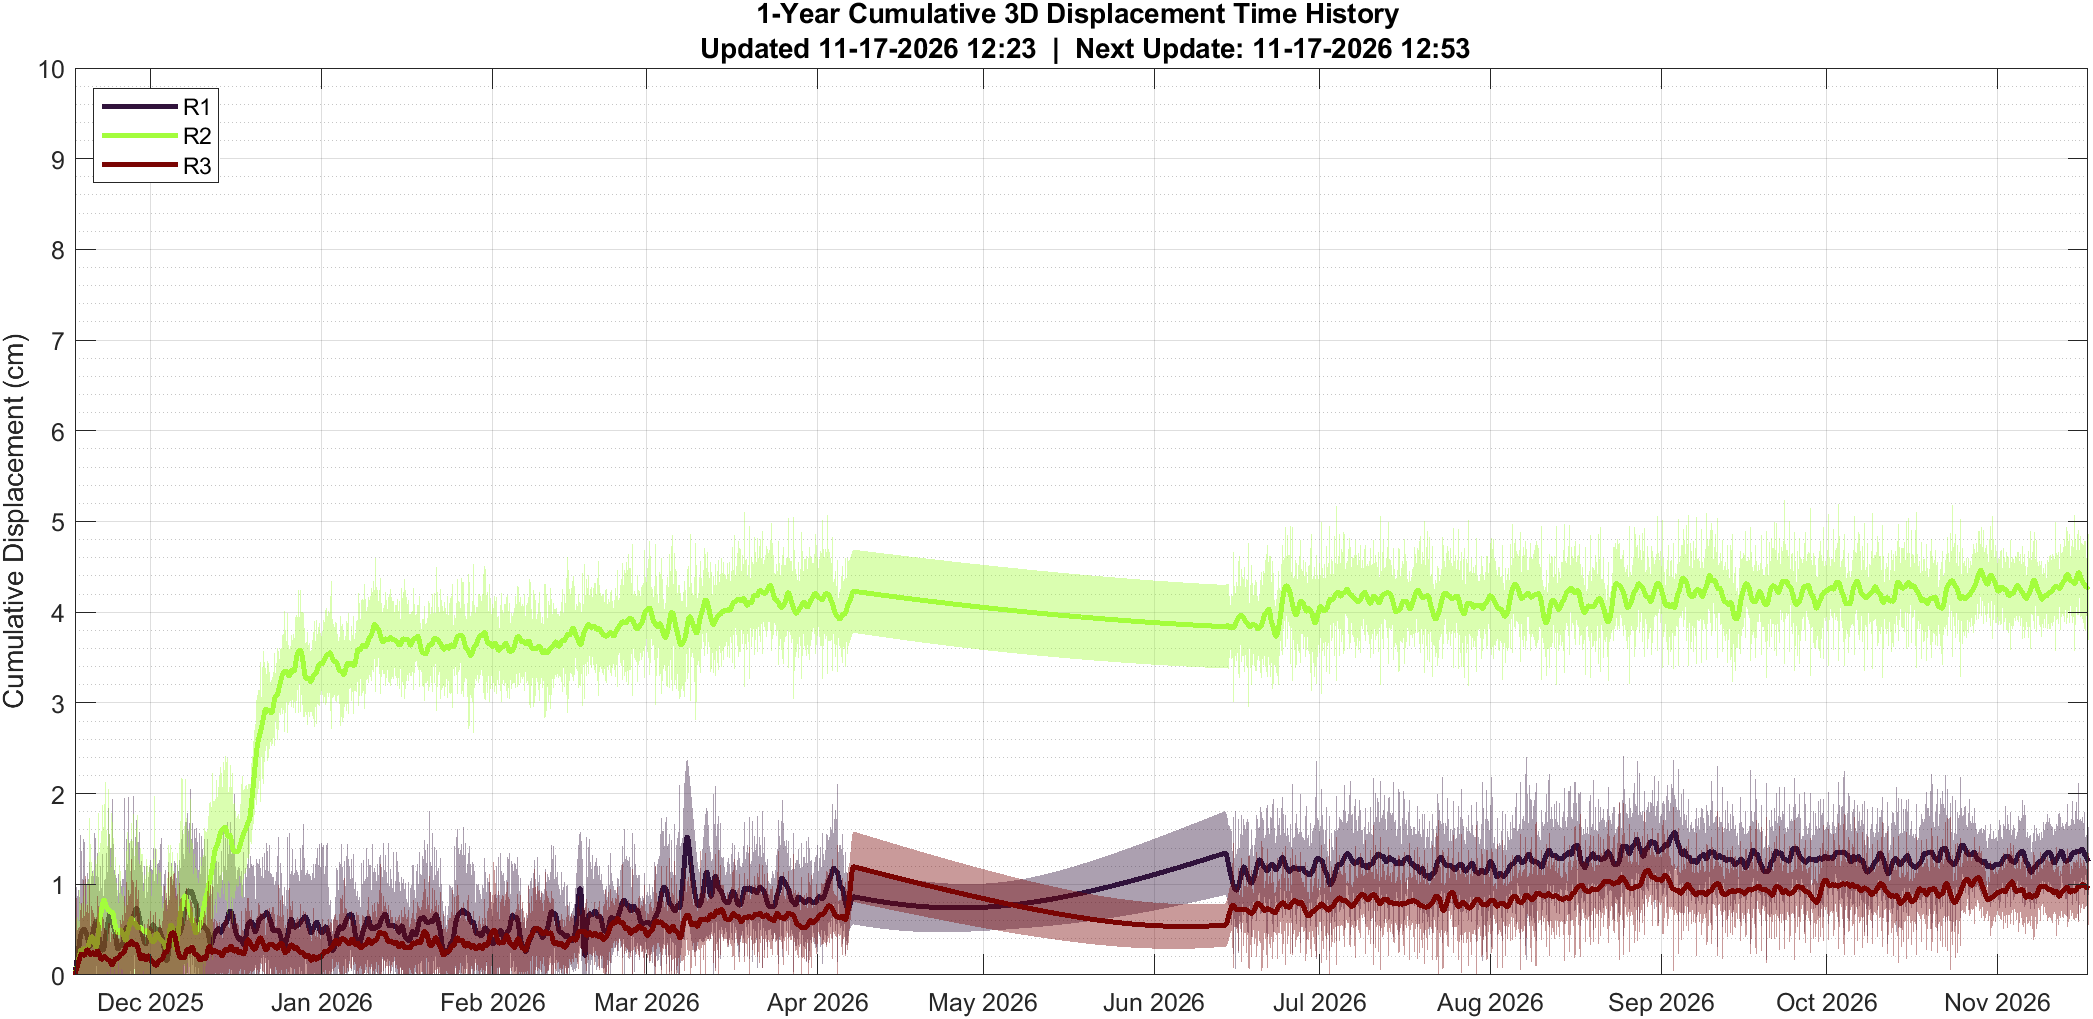 1-Year Cumulative 3D Displacement Time History
Updated 11-17-2026 12:23 | Next Update: 11-17-2026 12:53
R1
R2
R3
Cumulative Displacement (cm)
10
9
8
7
6
5
4
3
2
1
0
Dec 2025
Jan 2026
Feb 2026
Mar 2026
Apr 2026
May 2026
Jun 2026
Jul 2026
Aug 2026
Sep 2026
Oct 2026
Nov 2026